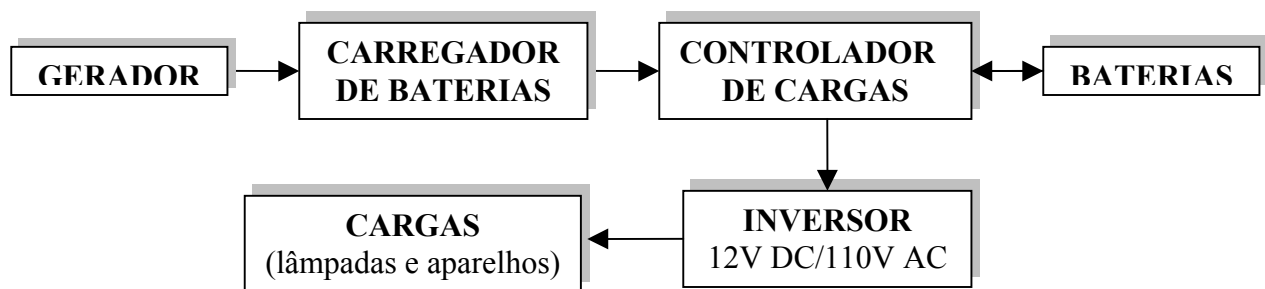 GERADOR
CARREGADOR
DE BATERIAS
CONTROLADOR
DE CARGAS
BATERIAS
CARGAS
(lâmpadas e aparelhos)
INVERSOR
12V DC/110V AC